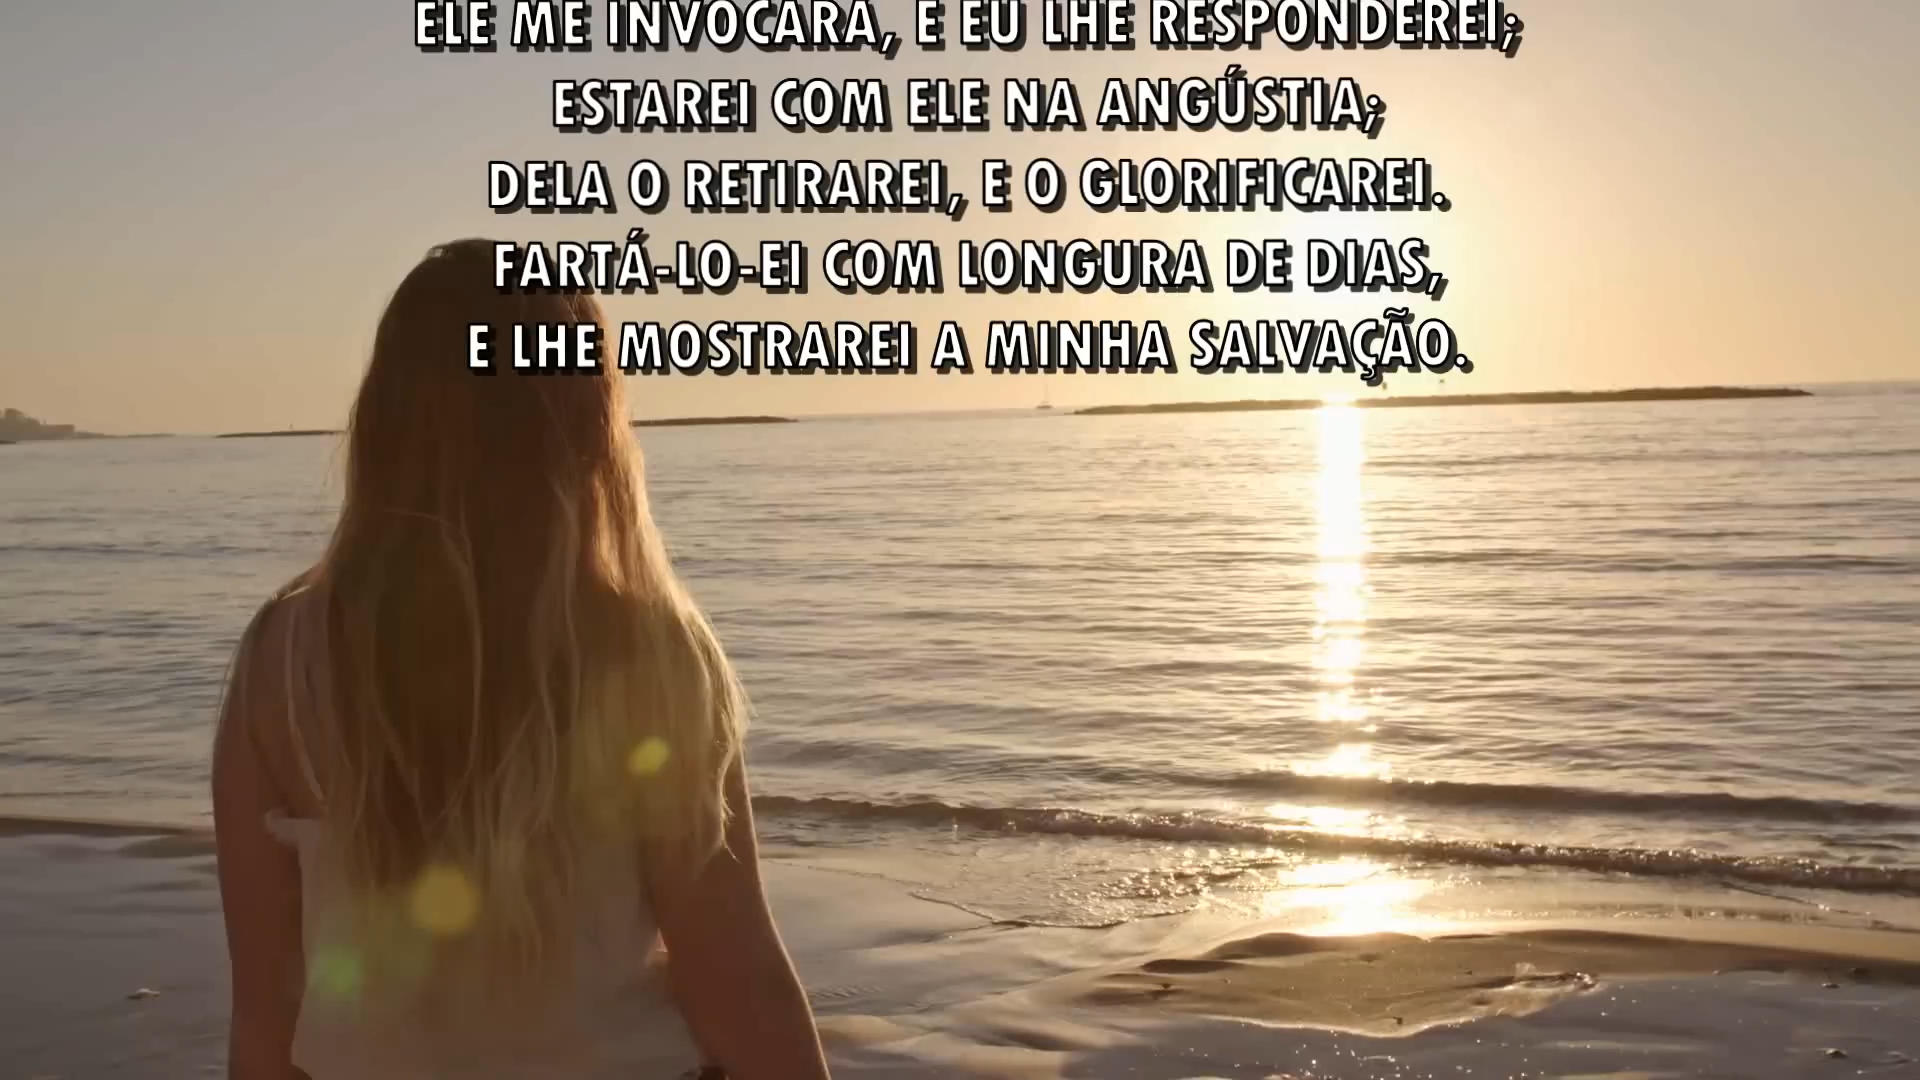 ELE ME INVOCARÁ, E EU LHE RESPONDEREI;
ESTAREI COM ELE NA ANGÚSTIA;
DELA O RETIRAREI, E O GLORIFICAREI.
FARTÁ-LO-EI COM LONGURA DE DIAS,
E LHE MOSTRAREI A MINHA SALVAÇÃO.